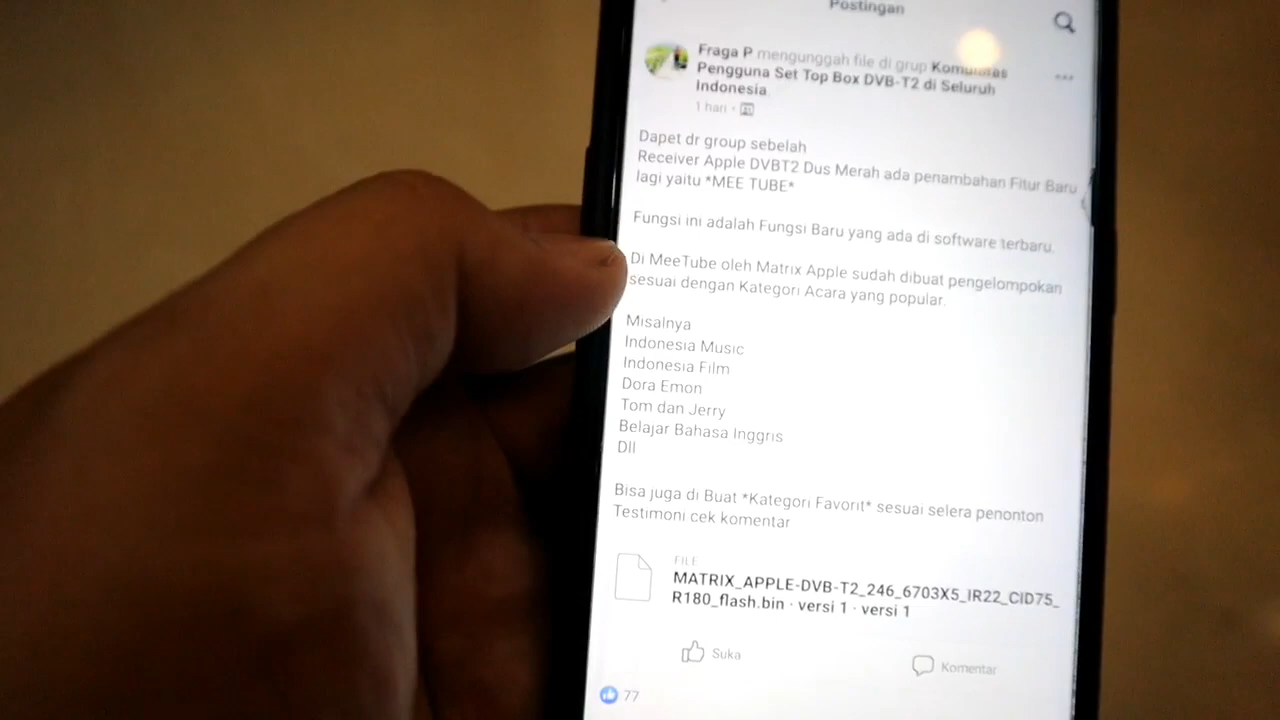 Postingan
Fraga P mengunggah file di grup Komunitas
Pengguna Set Top Box DVB-T2 di Seluruh
Indonesia
1 hari ·
Dapet dr group sebelah
Receiver Apple DVBT2 Dus Merah ada penambahan Fitur Baru
lagi yaitu *MEE TUBE*
Fungsi ini adalah Fungsi Baru yang ada di software terbaru.
Di MeeTube oleh Matrix Apple sudah dibuat pengelompokan
sesuai dengan Kategori Acara yang popular.
Misalnya
Indonesia Music
Indonesia Film
Dora Emon
Tom dan Jerry
Belajar Bahasa Inggris
Dll
Bisa juga di Buat *Kategori Favorit* sesuai selera penonton
Testimoni cek komentar
FILE
MATRIX_APPLE-DVB-T2_246_6703X5_IR22_CID75_
R180_flash.bin · versi 1 · versi 1
Suka
Komentar
77